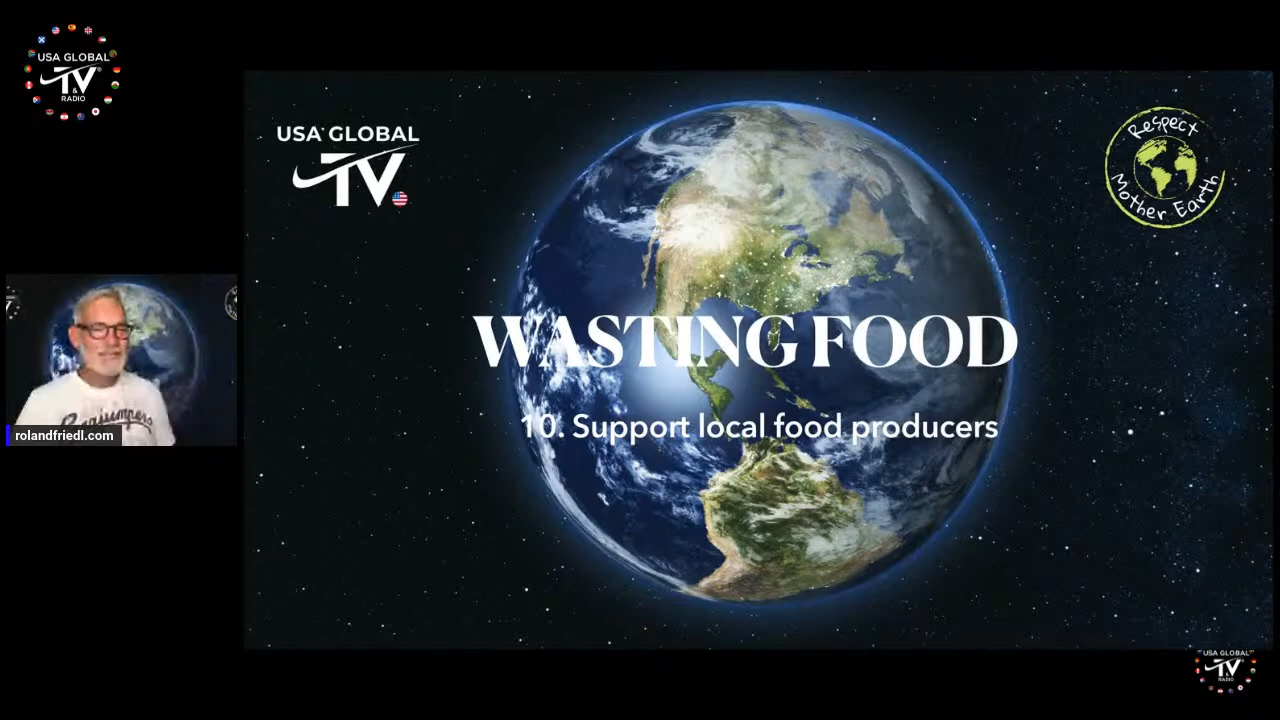 USA GLOBAL
TV
&
RADIO
USA GLOBAL
TV
Respect
Mother Earth
WASTING FOOD
10. Support local food producers
rolandfriedl.com
USA GLOBAL
TV
RADIO